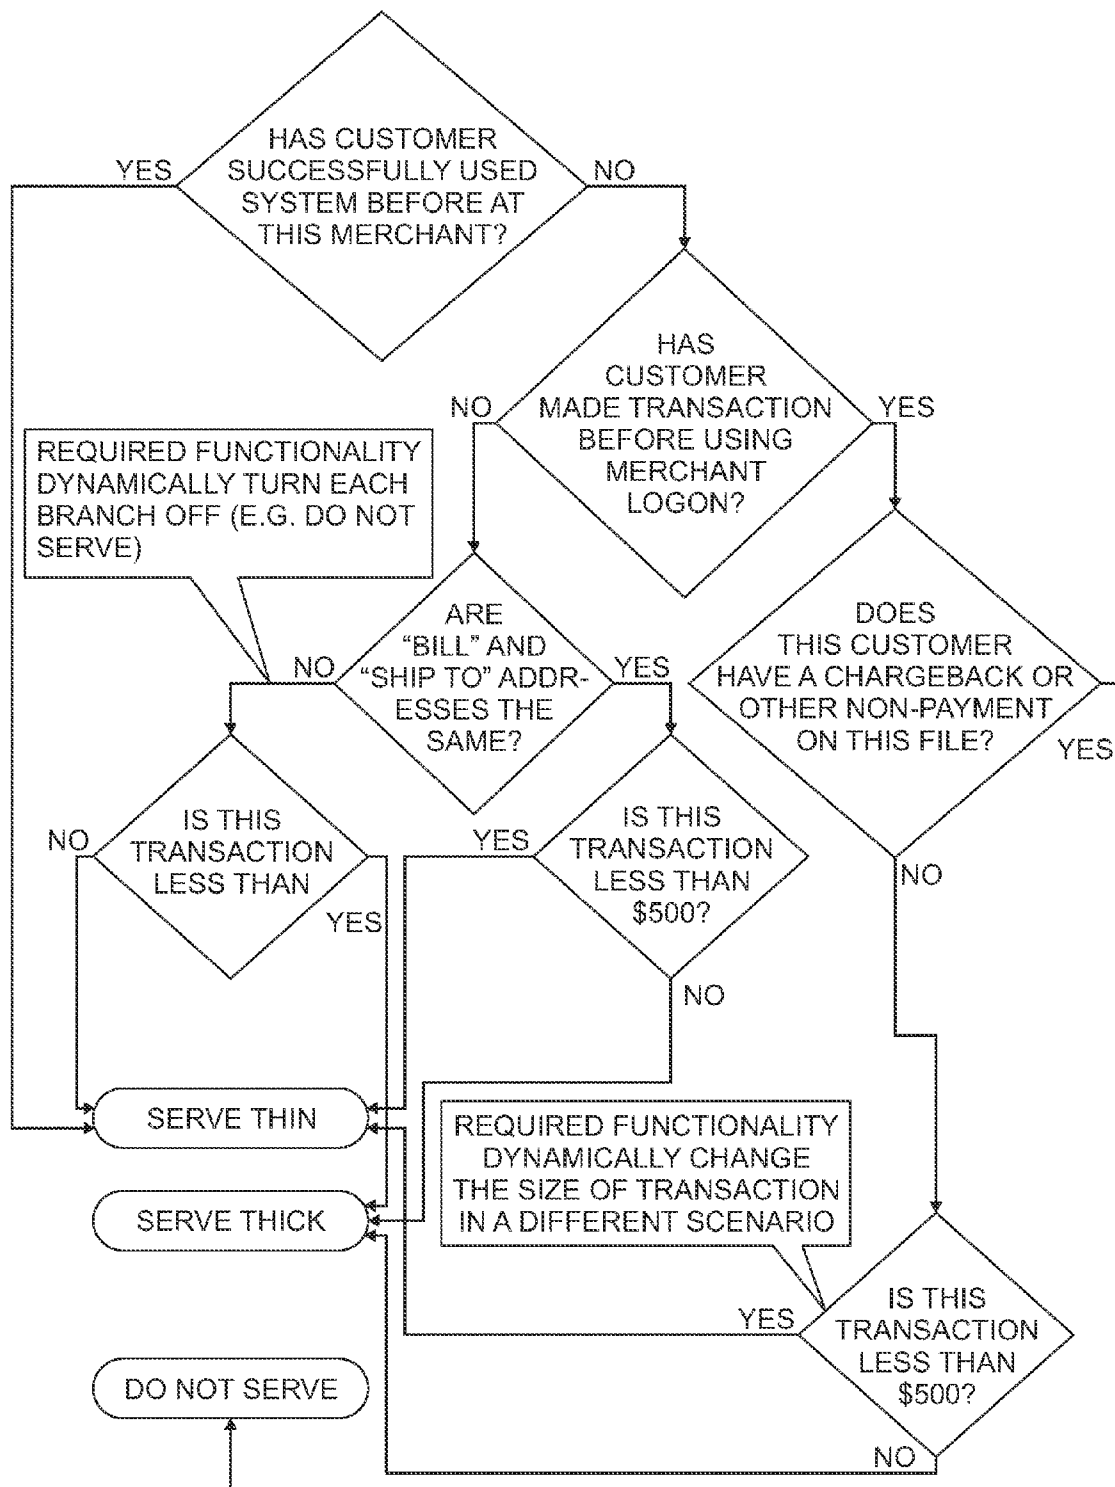 HAS CUSTOMER
SUCCESSFULLY USED
SYSTEM BEFORE AT
THIS MERCHANT?
YES
NO
HAS
CUSTOMER
MADE TRANSACTION
BEFORE USING
MERCHANT
LOGON?
NO
YES
REQUIRED FUNCTIONALITY
DYNAMICALLY TURN EACH
BRANCH OFF (E.G. DO NOT
SERVE)
ARE
"BILL" AND
"SHIP TO" ADDR-
ESSES THE
SAME?
NO
YES
DOES
THIS CUSTOMER
HAVE A CHARGEBACK OR
OTHER NON-PAYMENT
ON THIS FILE?
YES
NO
IS THIS
TRANSACTION
LESS THAN
NO
YES
IS THIS
TRANSACTION
LESS THAN
$500?
YES
NO
SERVE THIN
SERVE THICK
REQUIRED FUNCTIONALITY
DYNAMICALLY CHANGE
THE SIZE OF TRANSACTION
IN A DIFFERENT SCENARIO
IS THIS
TRANSACTION
LESS THAN
$500?
YES
NO
DO NOT SERVE